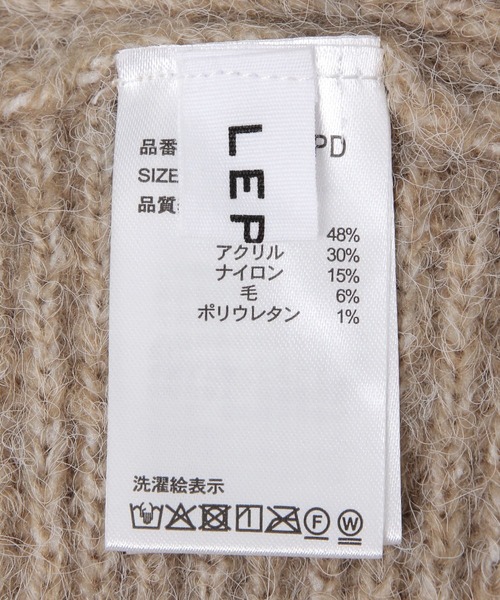 品番 PD
SIZE
品質
LEP
48%
アクリル 30%
ナイロン 15%
毛 6%
ポリウレタン 1%
洗濯絵表示
F W